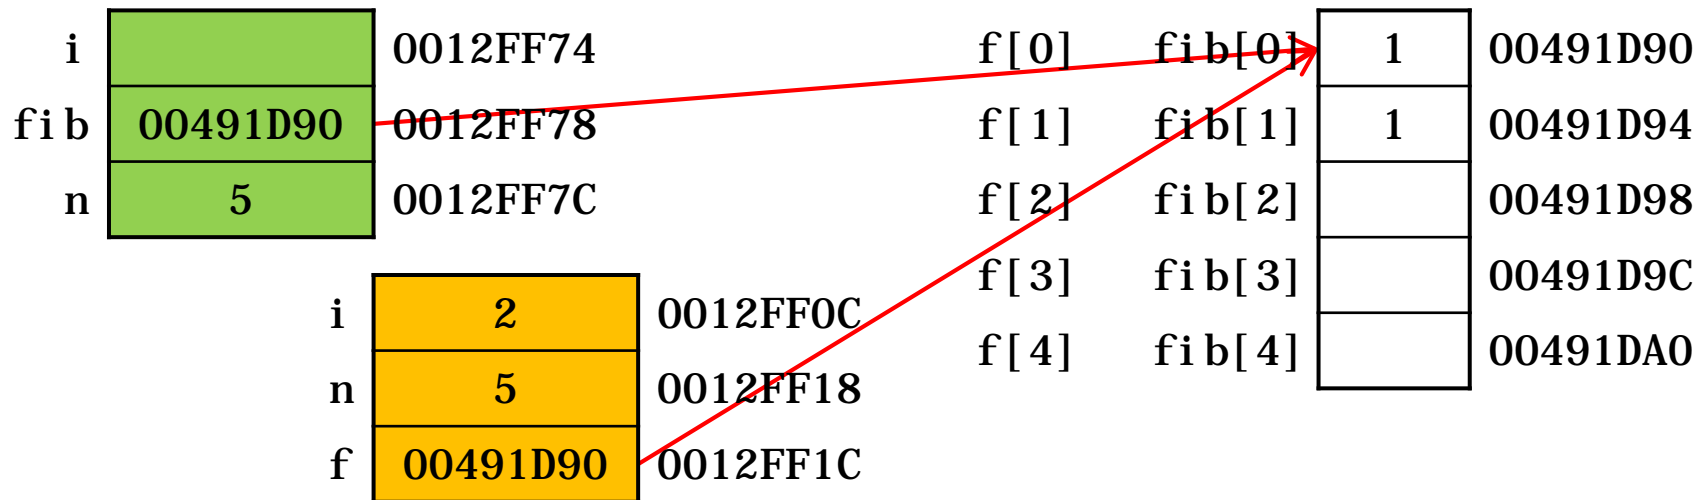 i 0012FF74 f[0] fib[0] 1 00491D90
fib 00491D90 0012FF78 f[1] fib[1] 1 00491D94
n 5 0012FF7C f[2] fib[2] 00491D98
f[3] fib[3] 00491D9C
i 2 0012FF0C
f[4] fib[4] 00491DA0
n 5 0012FF18
f 00491D90 0012FF1C